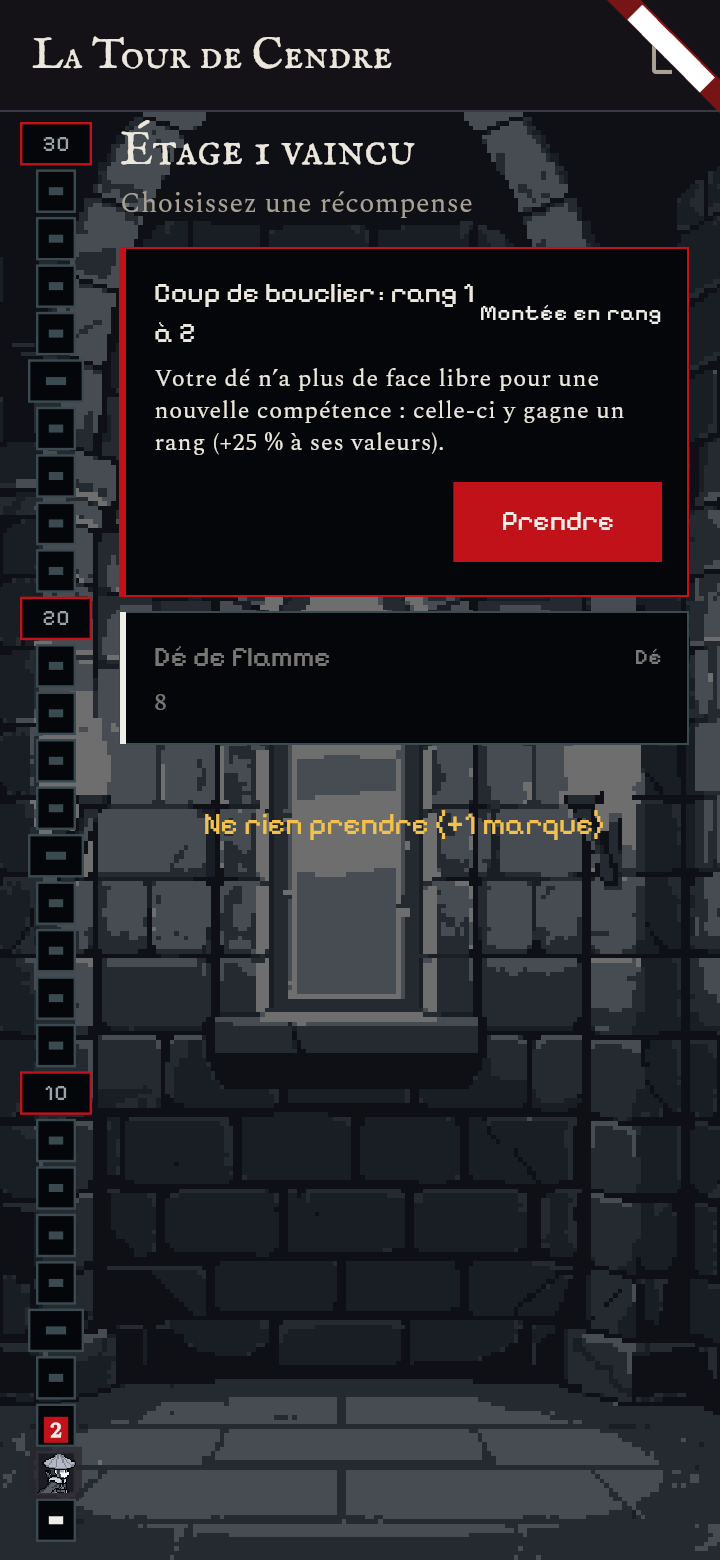 La Tour de Cendre
30
Étage 1 vaincu
Choisissez une récompense
Coup de bouclier : rang 1
à 2
Montée en rang
Votre dé n’a plus de face libre pour une
nouvelle compétence : celle-ci y gagne un
rang (+25 % à ses valeurs).
Prendre
20
Dé de Flamme
Dé
8
Ne rien prendre (+1 marque)
10
2